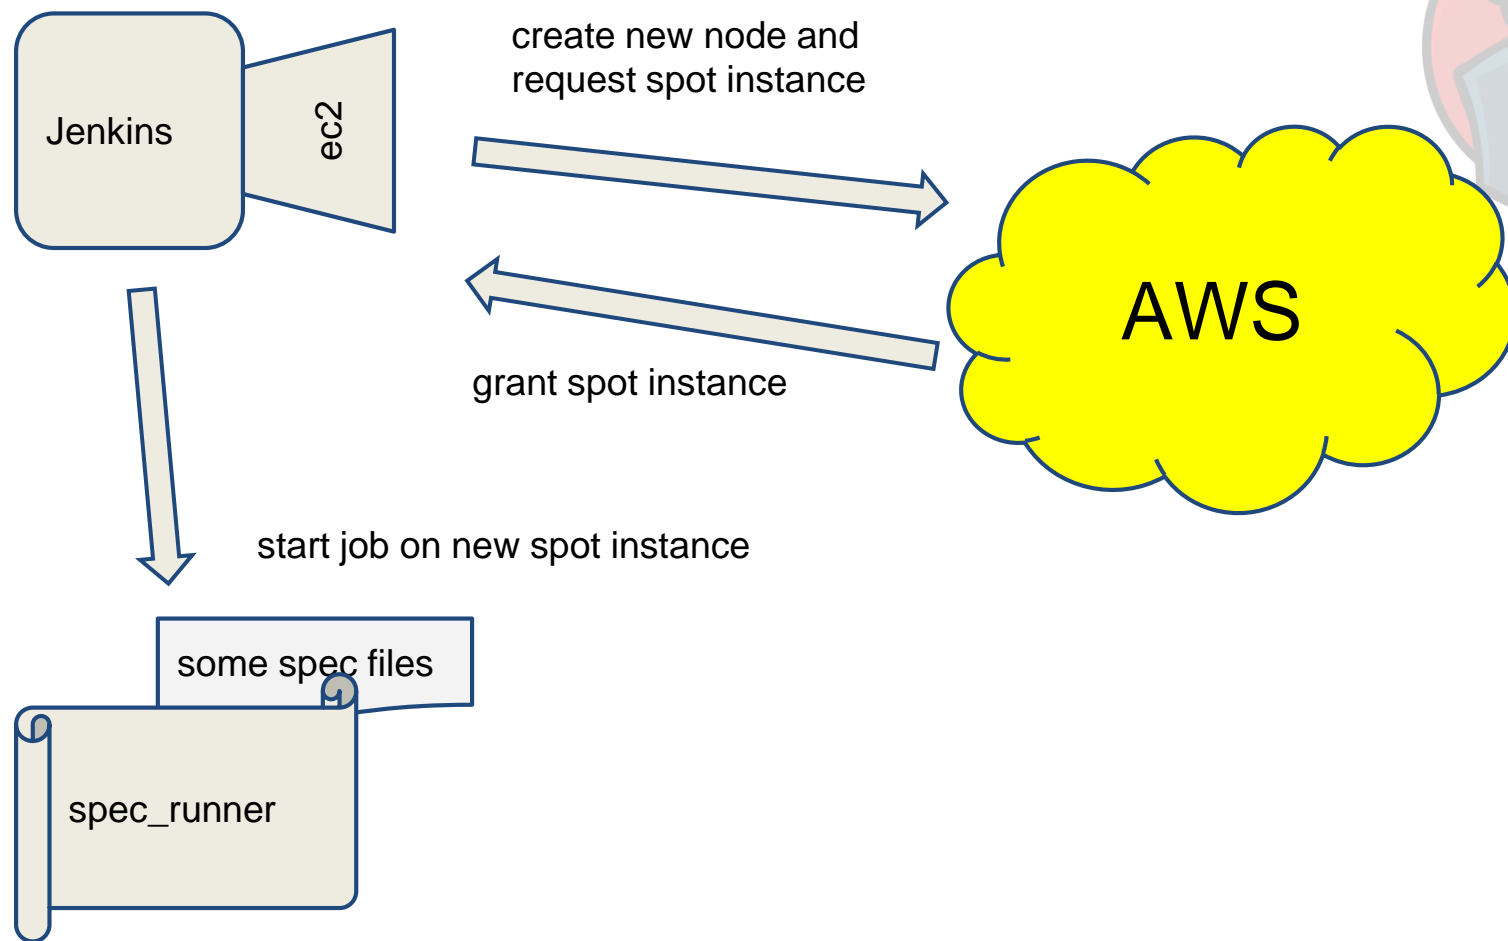 create new node and
request spot instance
Jenkins
ec2
AWS
grant spot instance
start job on new spot instance
some spec files
spec_runner